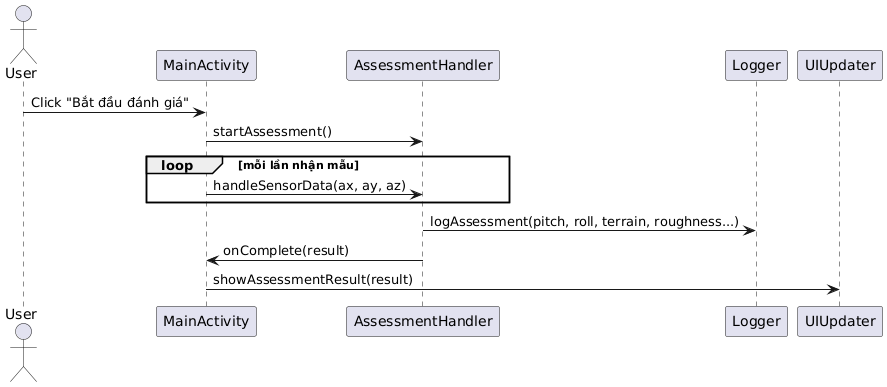 User
MainActivity
AssessmentHandler
Logger
UIUpdater
Click "Bắt đầu đánh giá"
startAssessment()
loop
[mỗi lần nhận mẫu]
handleSensorData(ax, ay, az)
logAssessment(pitch, roll, terrain, roughness...)
onComplete(result)
showAssessmentResult(result)
User
MainActivity
AssessmentHandler
Logger
UIUpdater